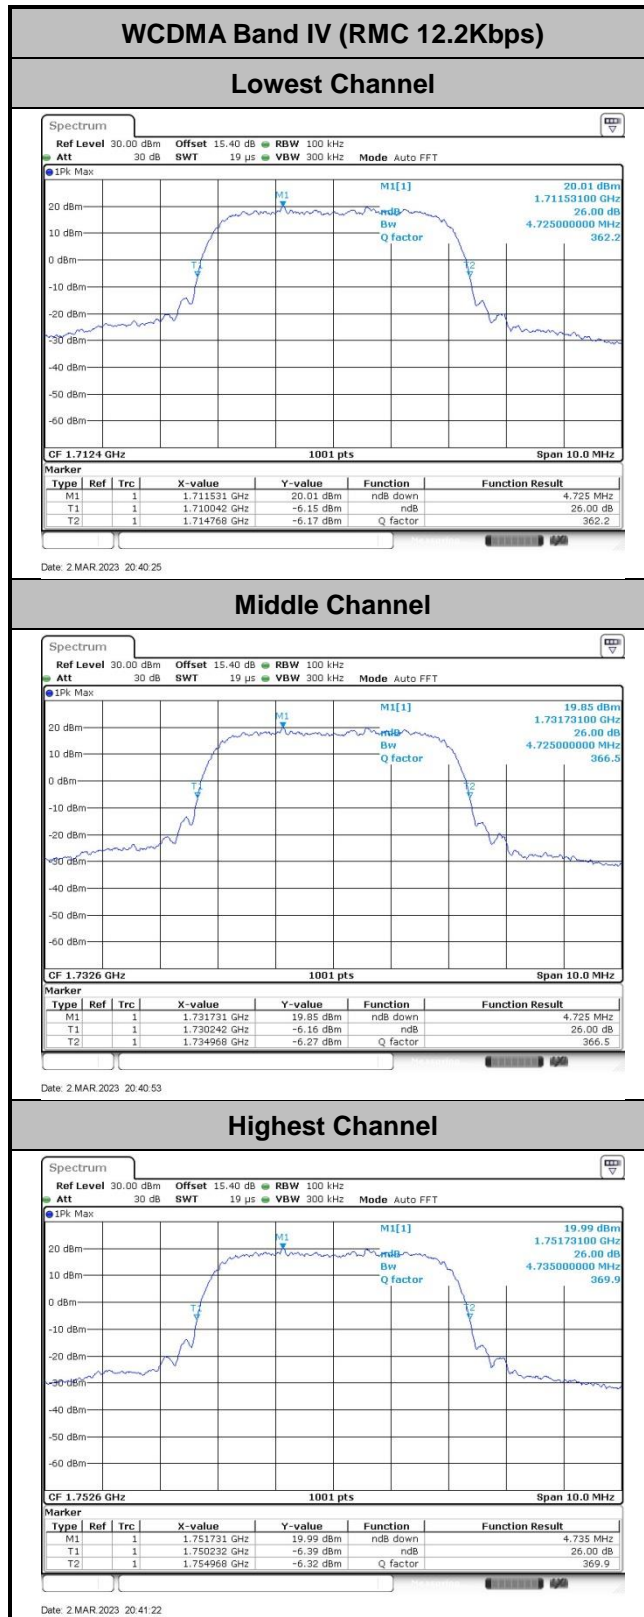 WCDMA Band IV (RMC 12.2Kbps)
Lowest Channel
Spectrum
Ref Level 30.00 dBm Offset 15.40 dB RBW 100 kHz
Att 30 dB SWT 19 µs VBW 300 kHz Mode Auto FFT
1Pk Max
M1[1] 20.01 dBm
1.71153100 GHz
ndB 26.00 dB
Bw 4.725000000 MHz
Q factor 362.2
M1
20 dBm
10 dBm
0 dBm
T1 T2
-10 dBm
-20 dBm
-30 dBm
-40 dBm
-50 dBm
-60 dBm
CF 1.7124 GHz 1001 pts Span 10.0 MHz
Marker
Type Ref Trc X-value Y-value Function Function Result
M1 1 1.711531 GHz 20.01 dBm ndB down 4.725 MHz
T1 1 1.710042 GHz -6.15 dBm ndB 26.00 dB
T2 1 1.714768 GHz -6.17 dBm Q factor 362.2
Date: 2.MAR.2023 20:40:25
Middle Channel
Spectrum
Ref Level 30.00 dBm Offset 15.40 dB RBW 100 kHz
Att 30 dB SWT 19 µs VBW 300 kHz Mode Auto FFT
1Pk Max
M1[1] 19.85 dBm
1.73173100 GHz
ndB 26.00 dB
Bw 4.725000000 MHz
Q factor 366.5
M1
20 dBm
10 dBm
0 dBm
T1 T2
-10 dBm
-20 dBm
-30 dBm
-40 dBm
-50 dBm
-60 dBm
CF 1.7326 GHz 1001 pts Span 10.0 MHz
Marker
Type Ref Trc X-value Y-value Function Function Result
M1 1 1.731731 GHz 19.85 dBm ndB down 4.725 MHz
T1 1 1.730242 GHz -6.16 dBm ndB 26.00 dB
T2 1 1.734968 GHz -6.27 dBm Q factor 366.5
Date: 2.MAR.2023 20:40:53
Highest Channel
Spectrum
Ref Level 30.00 dBm Offset 15.40 dB RBW 100 kHz
Att 30 dB SWT 19 µs VBW 300 kHz Mode Auto FFT
1Pk Max
M1[1] 19.99 dBm
1.75173100 GHz
ndB 26.00 dB
Bw 4.735000000 MHz
Q factor 369.9
M1
20 dBm
10 dBm
0 dBm
T1 T2
-10 dBm
-20 dBm
-30 dBm
-40 dBm
-50 dBm
-60 dBm
CF 1.7526 GHz 1001 pts Span 10.0 MHz
Marker
Type Ref Trc X-value Y-value Function Function Result
M1 1 1.751731 GHz 19.99 dBm ndB down 4.735 MHz
T1 1 1.750232 GHz -6.39 dBm ndB 26.00 dB
T2 1 1.754968 GHz -6.32 dBm Q factor 369.9
Date: 2.MAR.2023 20:41:22